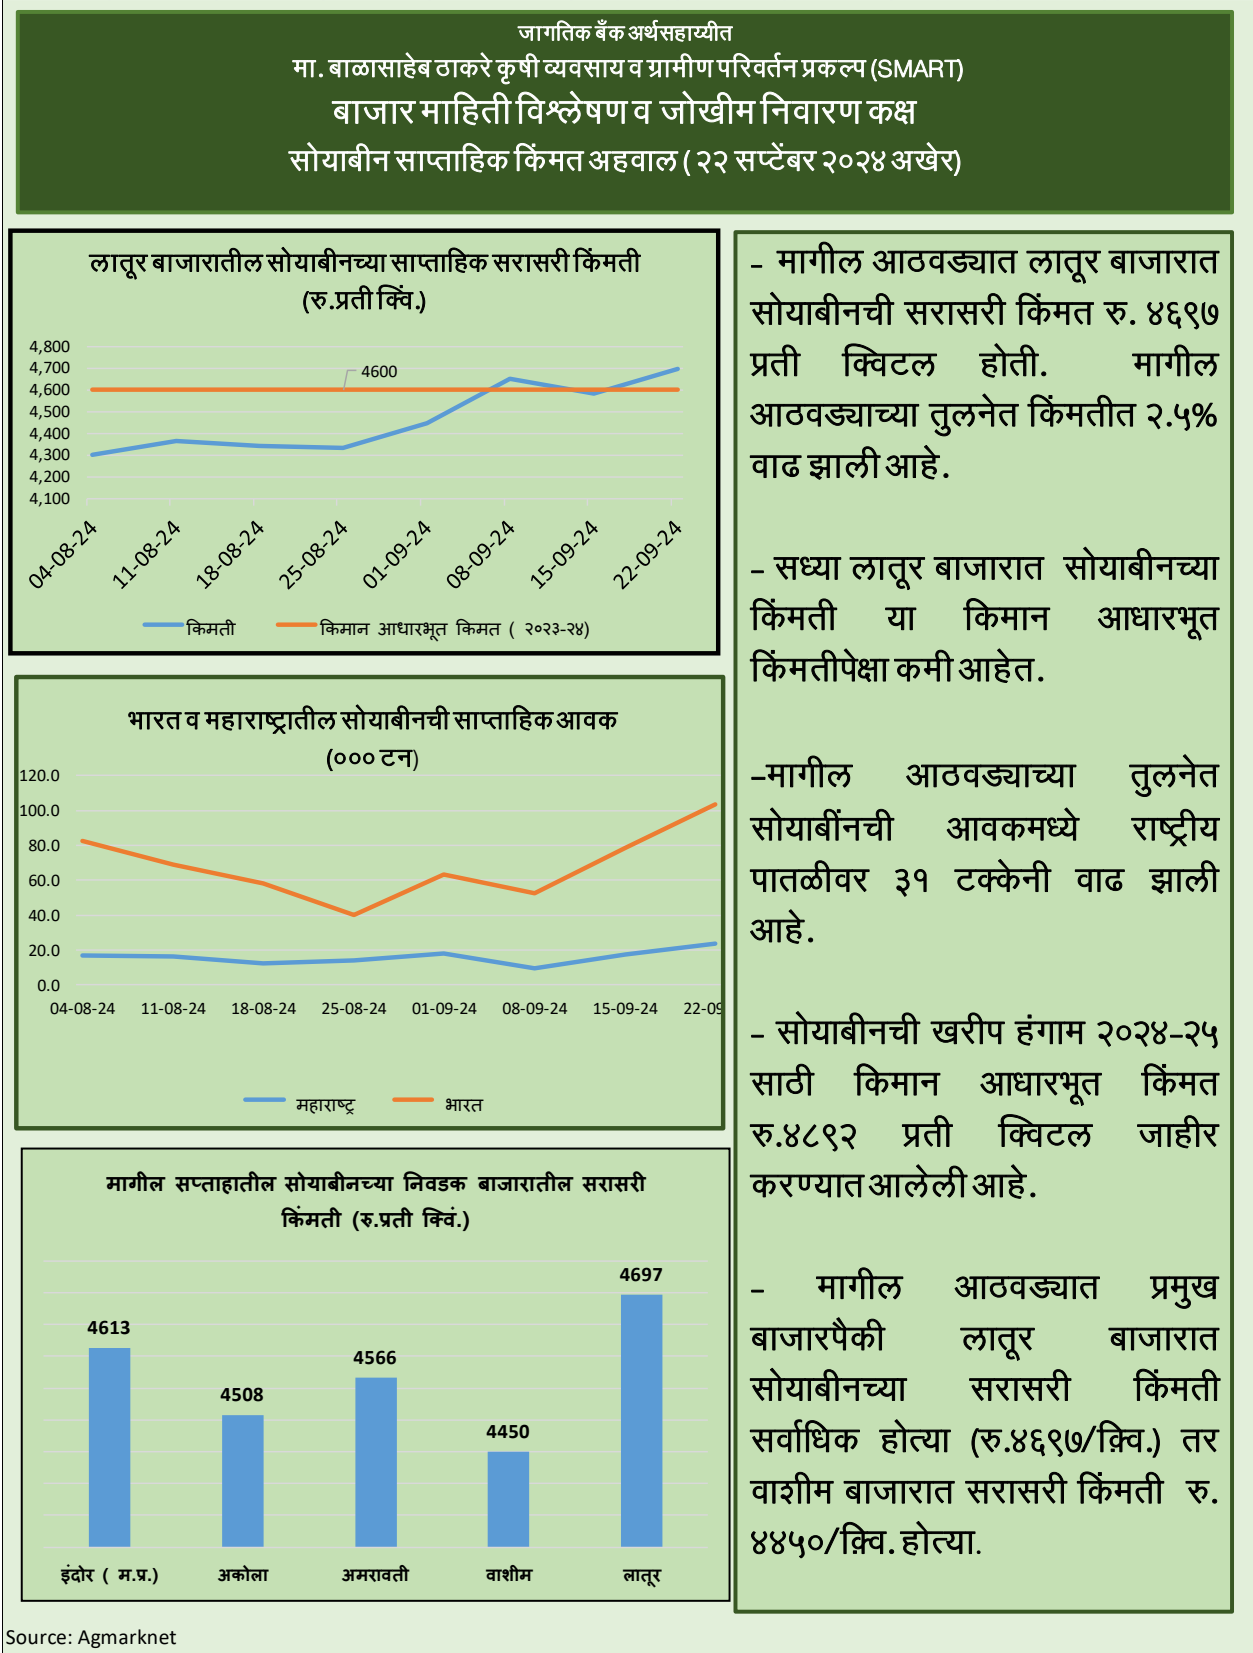 जागतिक बँक अर्थसहाय्यीत
मा. बाळासाहेब ठाकरे कृषी व्यवसाय व ग्रामीण परिवर्तन प्रकल्प (SMART)
बाजार माहिती विश्लेषण व जोखीम निवारण कक्ष
सोयाबीन साप्ताहिक किंमत अहवाल ( २२ सप्टेंबर २०२४ अखेर)
लातूर बाजारातील सोयाबीनच्या साप्ताहिक सरासरी किंमती
(रु.प्रती क्विं.)
4,800
4,700
4,600
4,500
4,400
4,300
4,200
4,100
4600
04-08-24
11-08-24
18-08-24
25-08-24
01-09-24
08-09-24
15-09-24
22-09-24
किमती
किमान आधारभूत किमत ( २०२३-२४)
भारत व महाराष्ट्रातील सोयाबीनची साप्ताहिक आवक
(००० टन)
120.0
100.0
80.0
60.0
40.0
20.0
0.0
04-08-24
11-08-24
18-08-24
25-08-24
01-09-24
08-09-24
15-09-24
22-09
महाराष्ट्र
भारत
मागील सप्ताहातील सोयाबीनच्या निवडक बाजारातील सरासरी
किंमती (रु.प्रती क्विं.)
4613
4508
4566
4450
4697
इंदोर ( म.प्र.)
अकोला
अमरावती
वाशीम
लातूर
- मागील आठवड्यात लातूर बाजारात
सोयाबीनची सरासरी किंमत रु. ४६९७
प्रती क्विटल होती. मागील
आठवड्याच्या तुलनेत किंमतीत २.५%
वाढ झाली आहे.
- सध्या लातूर बाजारात सोयाबीनच्या
किंमती या किमान आधारभूत
किंमतीपेक्षा कमी आहेत.
-मागील आठवड्याच्या तुलनेत
सोयाबींनची आवकमध्ये राष्ट्रीय
पातळीवर ३१ टक्केनी वाढ झाली
आहे.
- सोयाबीनची खरीप हंगाम २०२४-२५
साठी किमान आधारभूत किंमत
रु.४८९२ प्रती क्विटल जाहीर
करण्यात आलेली आहे.
- मागील आठवड्यात प्रमुख
बाजारपैकी लातूर बाजारात
सोयाबीनच्या सरासरी किंमती
सर्वाधिक होत्या (रु.४६९७/क़्वि.) तर
वाशीम बाजारात सरासरी किंमती रु.
४४५०/क़्वि. होत्या.
Source: Agmarknet